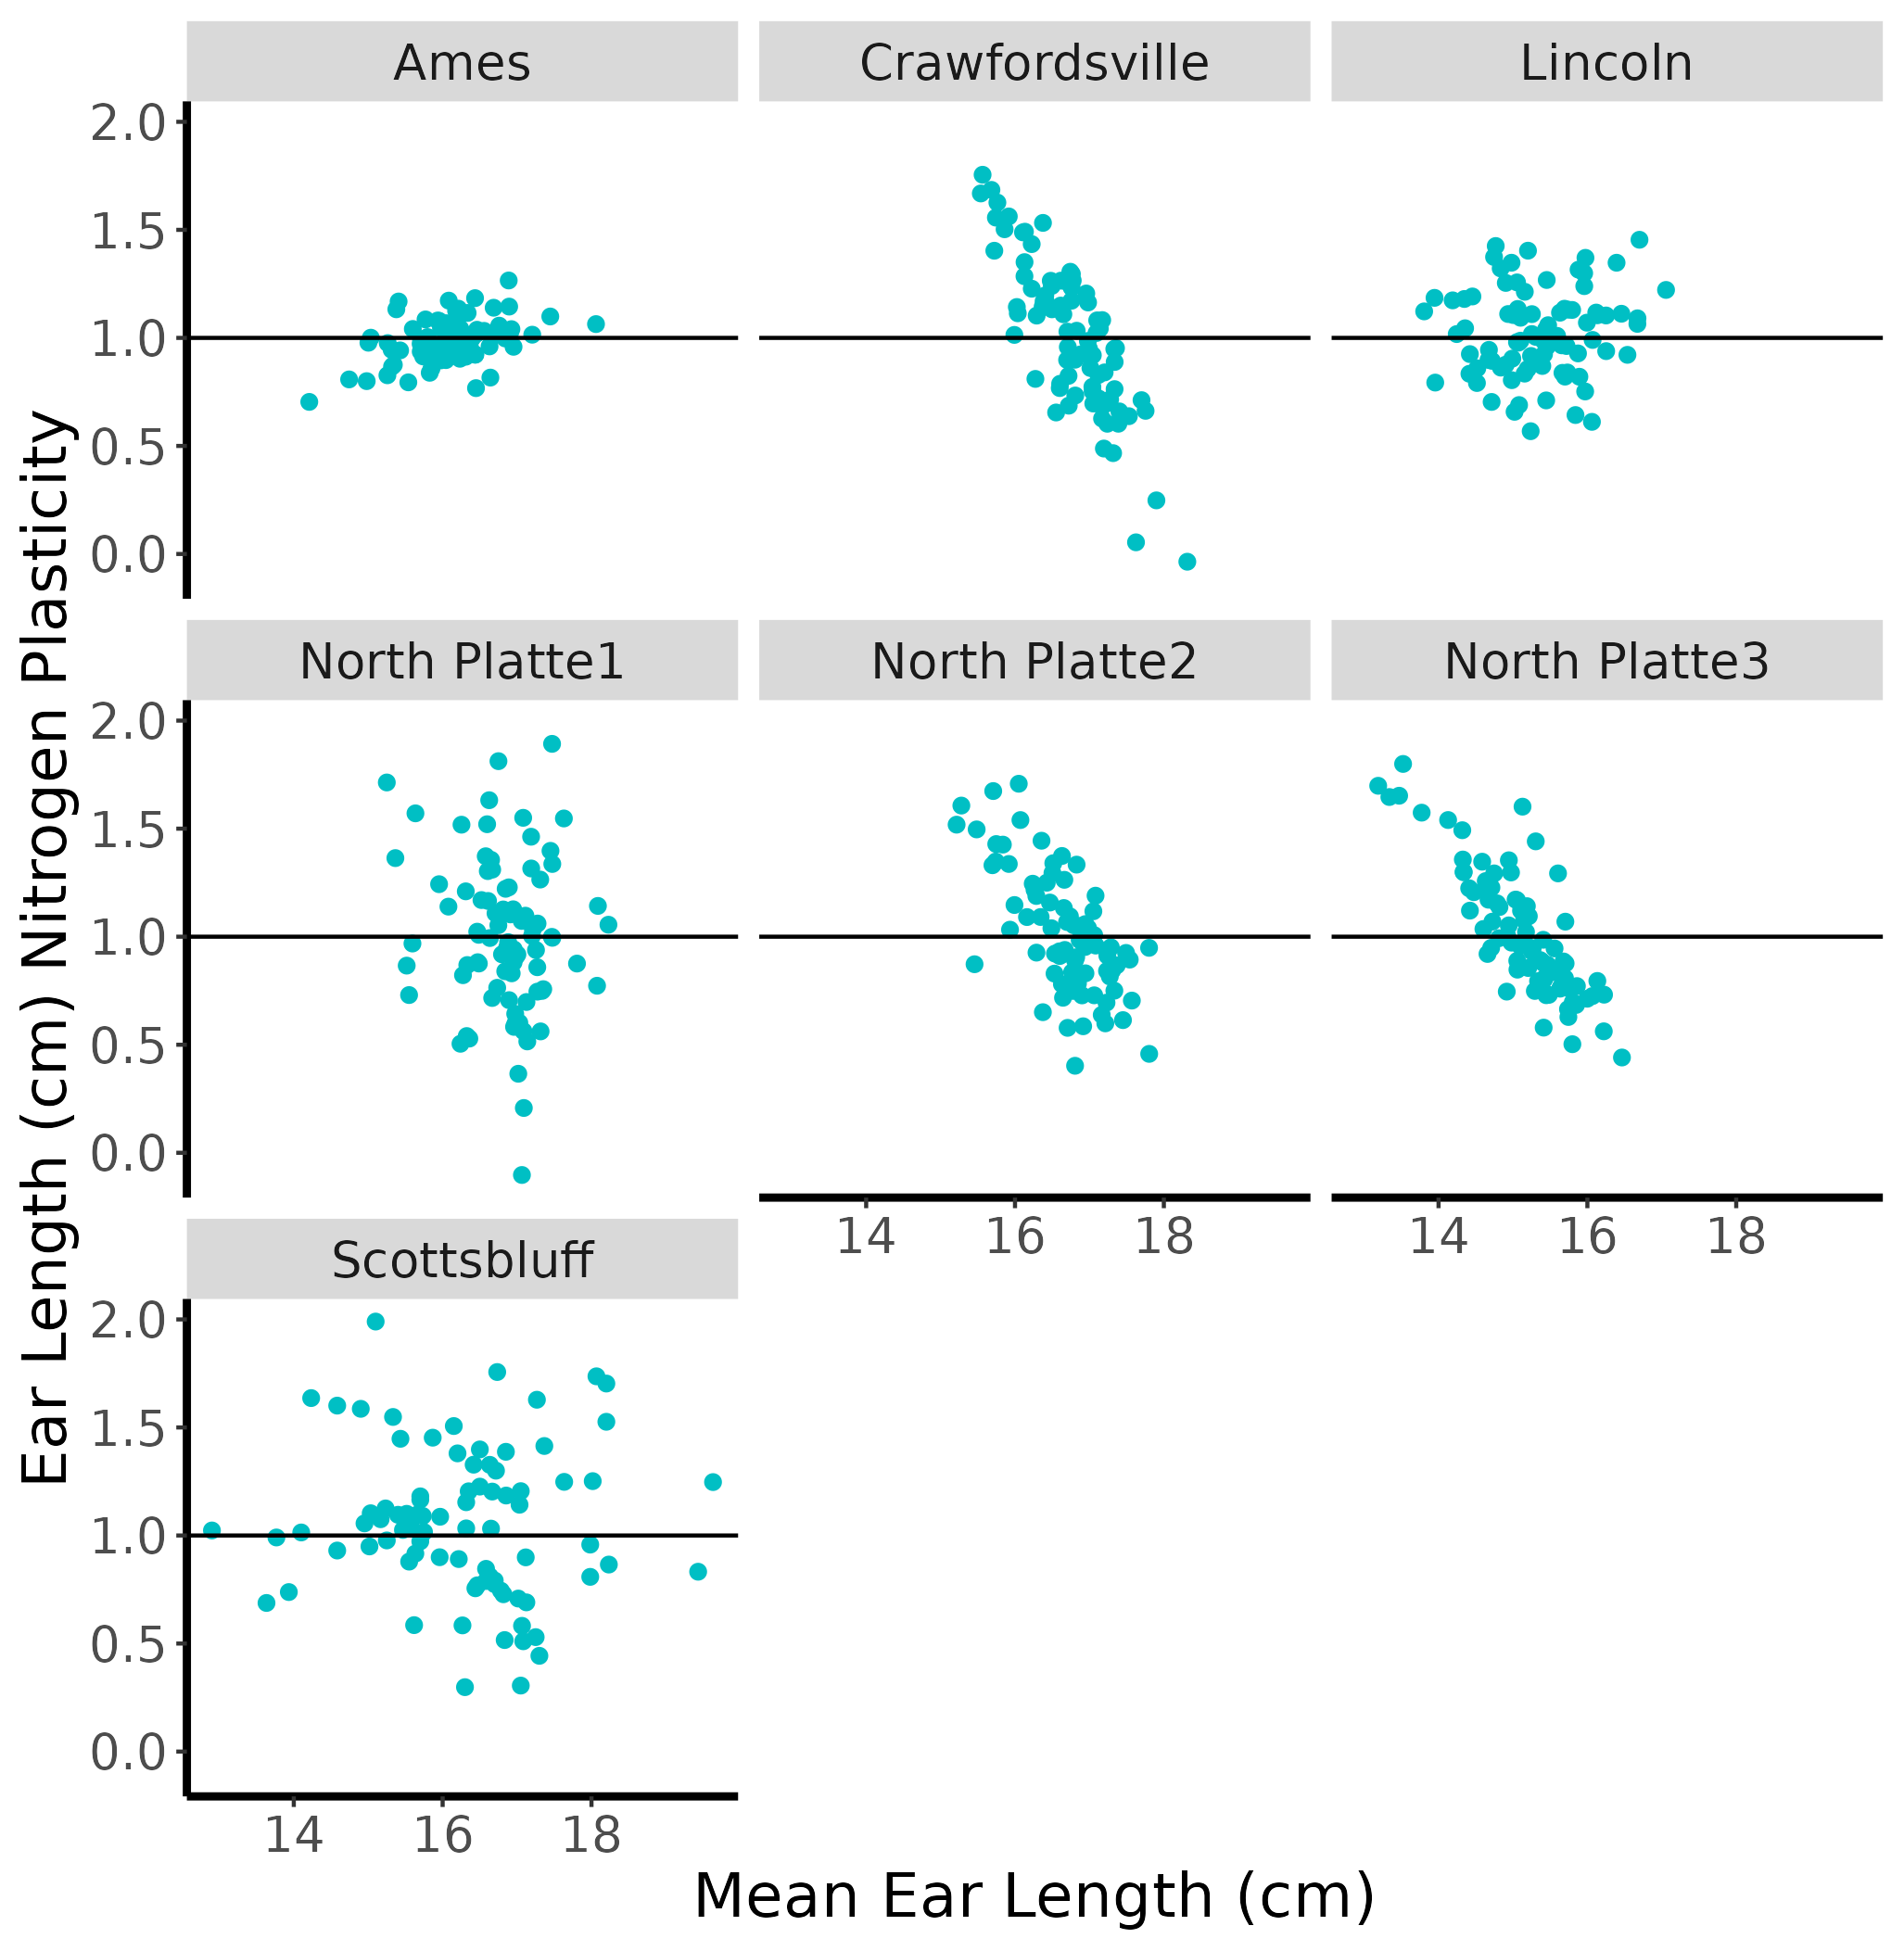 Ames
Crawfordsville
Lincoln
2.0
1.5
1.0
0.5
0.0
North Platte1
North Platte2
North Platte3
2.0
1.5
1.0
0.5
0.0
14 16 18
14 16 18
Scottsbluff
2.0
1.5
1.0
0.5
0.0
14 16 18
Mean Ear Length (cm)
Ear Length (cm) Nitrogen Plasticity